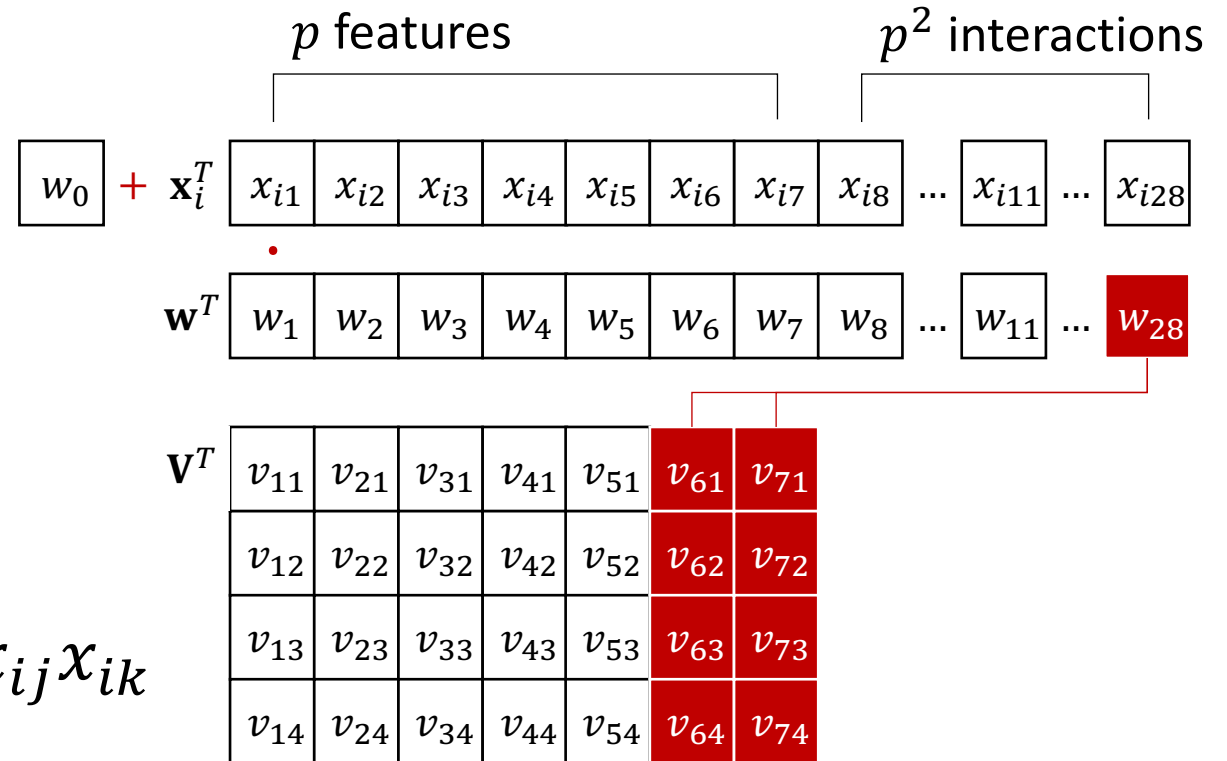 p features p² interactions
w₀ + 𝐱ᵢᵀ xᵢ₁ xᵢ₂ xᵢ₃ xᵢ₄ xᵢ₅ xᵢ₆ xᵢ₇ xᵢ₈ ... xᵢ₁₁ ... xᵢ₂₈
·
𝐰ᵀ w₁ w₂ w₃ w₄ w₅ w₆ w₇ w₈ ... w₁₁ ... w₂₈
𝐕ᵀ v₁₁ v₂₁ v₃₁ v₄₁ v₅₁ v₆₁ v₇₁
v₁₂ v₂₂ v₃₂ v₄₂ v₅₂ v₆₂ v₇₂
v₁₃ v₂₃ v₃₃ v₄₃ v₅₃ v₆₃ v₇₃
xᵢⱼxᵢₖ
v₁₄ v₂₄ v₃₄ v₄₄ v₅₄ v₆₄ v₇₄